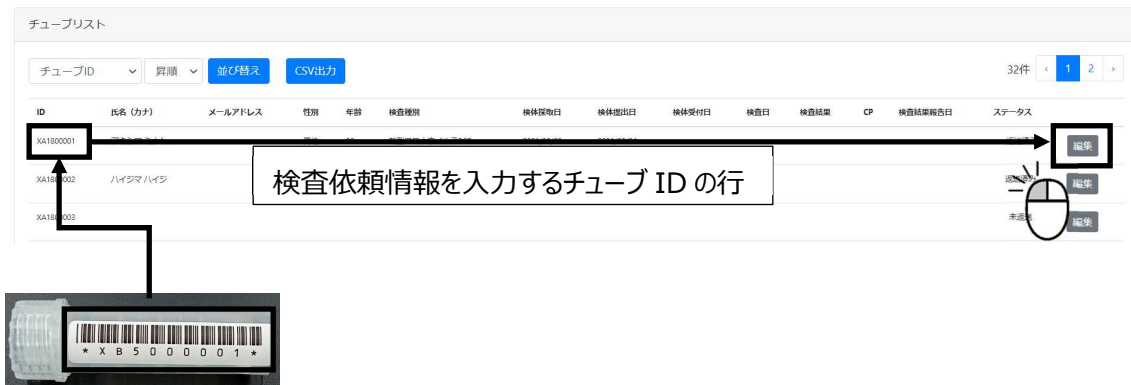 チューブリスト
チューブID 昇順 並び替え CSV出力 32件 ‹ 1 2 ›
ID 氏名（カナ） メールアドレス 性別 年齢 検査種別 検体採取日 検体提出日 検体受付日 検査日 検査結果 CP 検査結果報告日 ステータス
XA1800001 編集
検査依頼情報を入力するチューブ ID の行
ハイジマ ハイジ 編集
未返送 編集
* X B 5 0 0 0 0 0 1 *